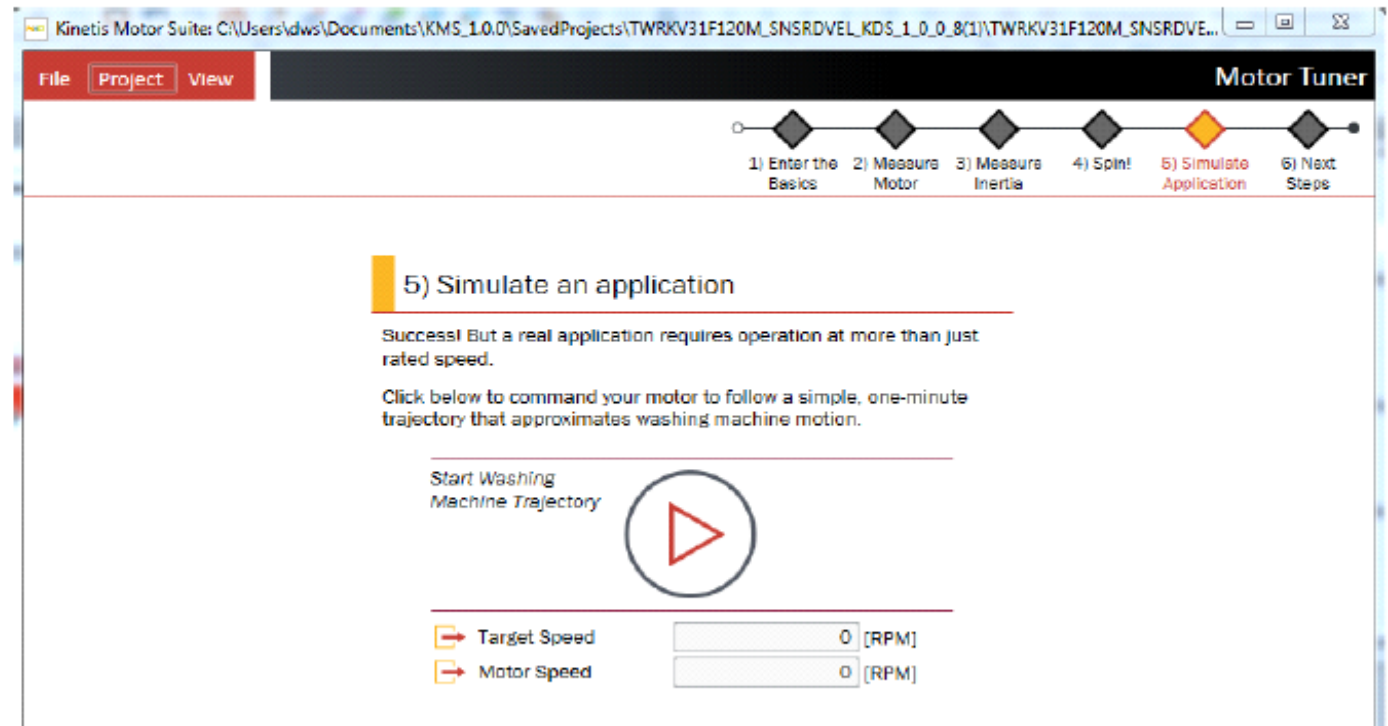 Kinetis Motor Suite: C:\Users\dws\Documents\KMS_1.0.0\SavedProjects\TWRKV31F120M_SNSRDVEL_KDS_1_0_0_8(1)\TWRKV31F120M_SNSRDVE...
File Project View
Motor Tuner
1) Enter the Basics
2) Measure Motor
3) Measure Inertia
4) Spin!
5) Simulate Application
6) Next Steps
5) Simulate an application
Success! But a real application requires operation at more than just
rated speed.
Click below to command your motor to follow a simple, one-minute
trajectory that approximates washing machine motion.
Start Washing
Machine Trajectory
Target Speed 0 [RPM]
Motor Speed 0 [RPM]